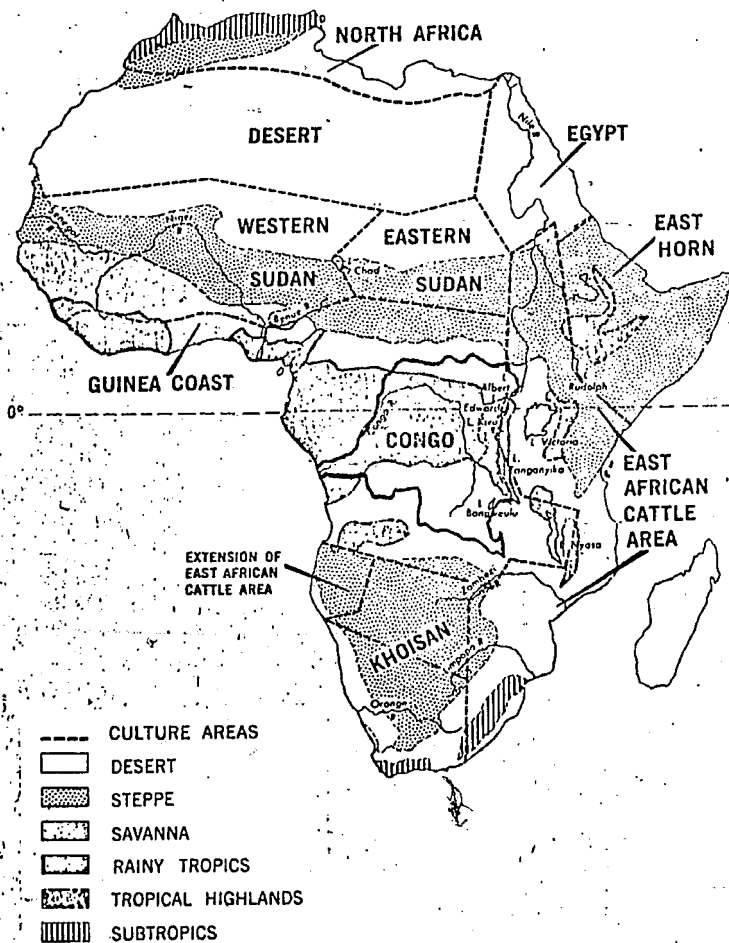 NORTH AFRICA
DESERT
Nile R
EGYPT
WESTERN
EASTERN
Senegal
R
Niger
R
EAST
HORN
SUDAN
L
Chad
SUDAN
Benue R
GUINEA COAST
L
Albert
Rudolph
0°
L
Edward
L. Kivu
CONGO
L. Victoria
L
Tanganyika
EAST
AFRICAN
CATTLE
AREA
L
Bangweulu
Nyasa
EXTENSION OF
EAST AFRICAN
CATTLE AREA
Zambezi
R
KHOISAN
Limpopo R
Orange
R
CULTURE AREAS
DESERT
STEPPE
SAVANNA
RAINY TROPICS
TROPICAL HIGHLANDS
SUBTROPICS